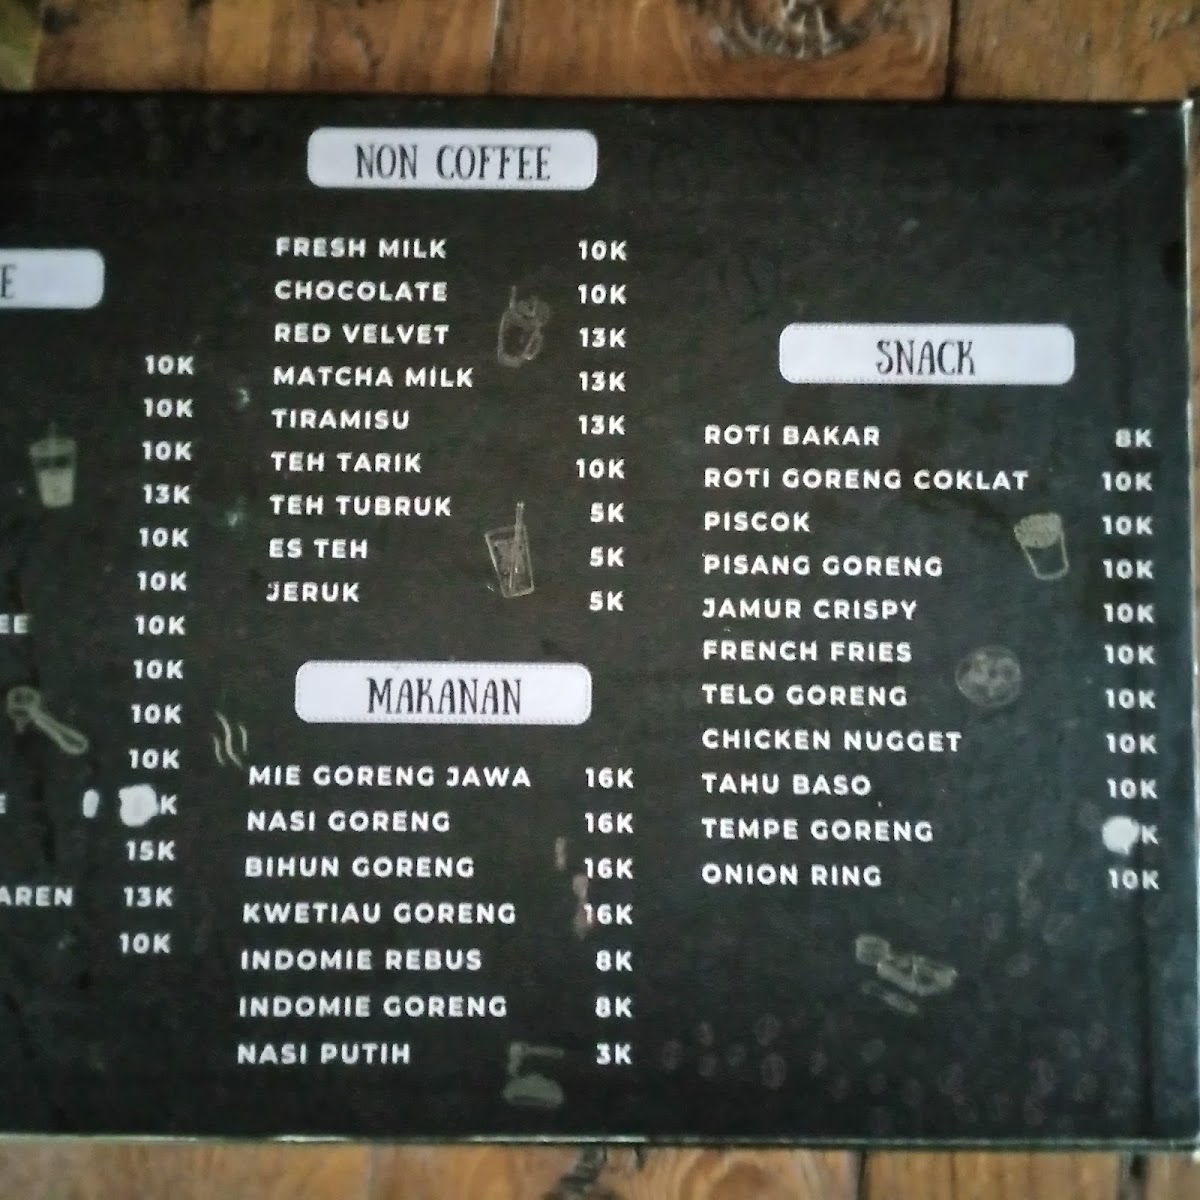 E
10K
10K
10K
13K
10K
10K
EE 10K
10K
10K
10K
E K
15K
AREN 13K
10K
NON COFFEE
FRESH MILK 10K
CHOCOLATE 10K
RED VELVET 13K
MATCHA MILK 13K
TIRAMISU 13K
TEH TARIK 10K
TEH TUBRUK 5K
ES TEH 5K
JERUK 5K
MAKANAN
MIE GORENG JAWA 16K
NASI GORENG 16K
BIHUN GORENG 16K
KWETIAU GORENG 16K
INDOMIE REBUS 8K
INDOMIE GORENG 8K
NASI PUTIH 3K
SNACK
ROTI BAKAR 8K
ROTI GORENG COKLAT 10K
PISCOK 10K
PISANG GORENG 10K
JAMUR CRISPY 10K
FRENCH FRIES 10K
TELO GORENG 10K
CHICKEN NUGGET 10K
TAHU BASO 10K
TEMPE GORENG K
ONION RING 10K